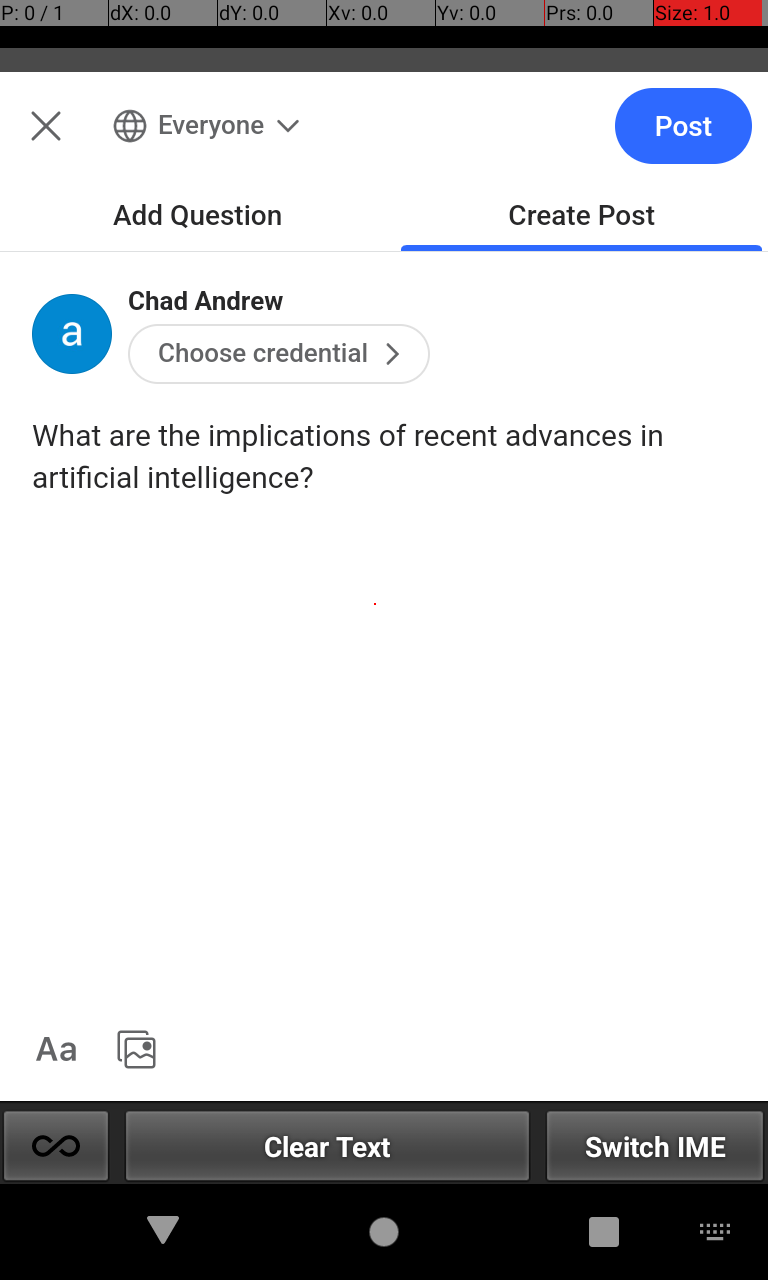 P: 0 / 1 dX: 0.0 dY: 0.0 Xv: 0.0 Yv: 0.0 Prs: 0.0 Size: 1.0
Everyone
Post
Add Question Create Post
a
Chad Andrew
Choose credential
What are the implications of recent advances in
artificial intelligence?
Aa
Clear Text Switch IME